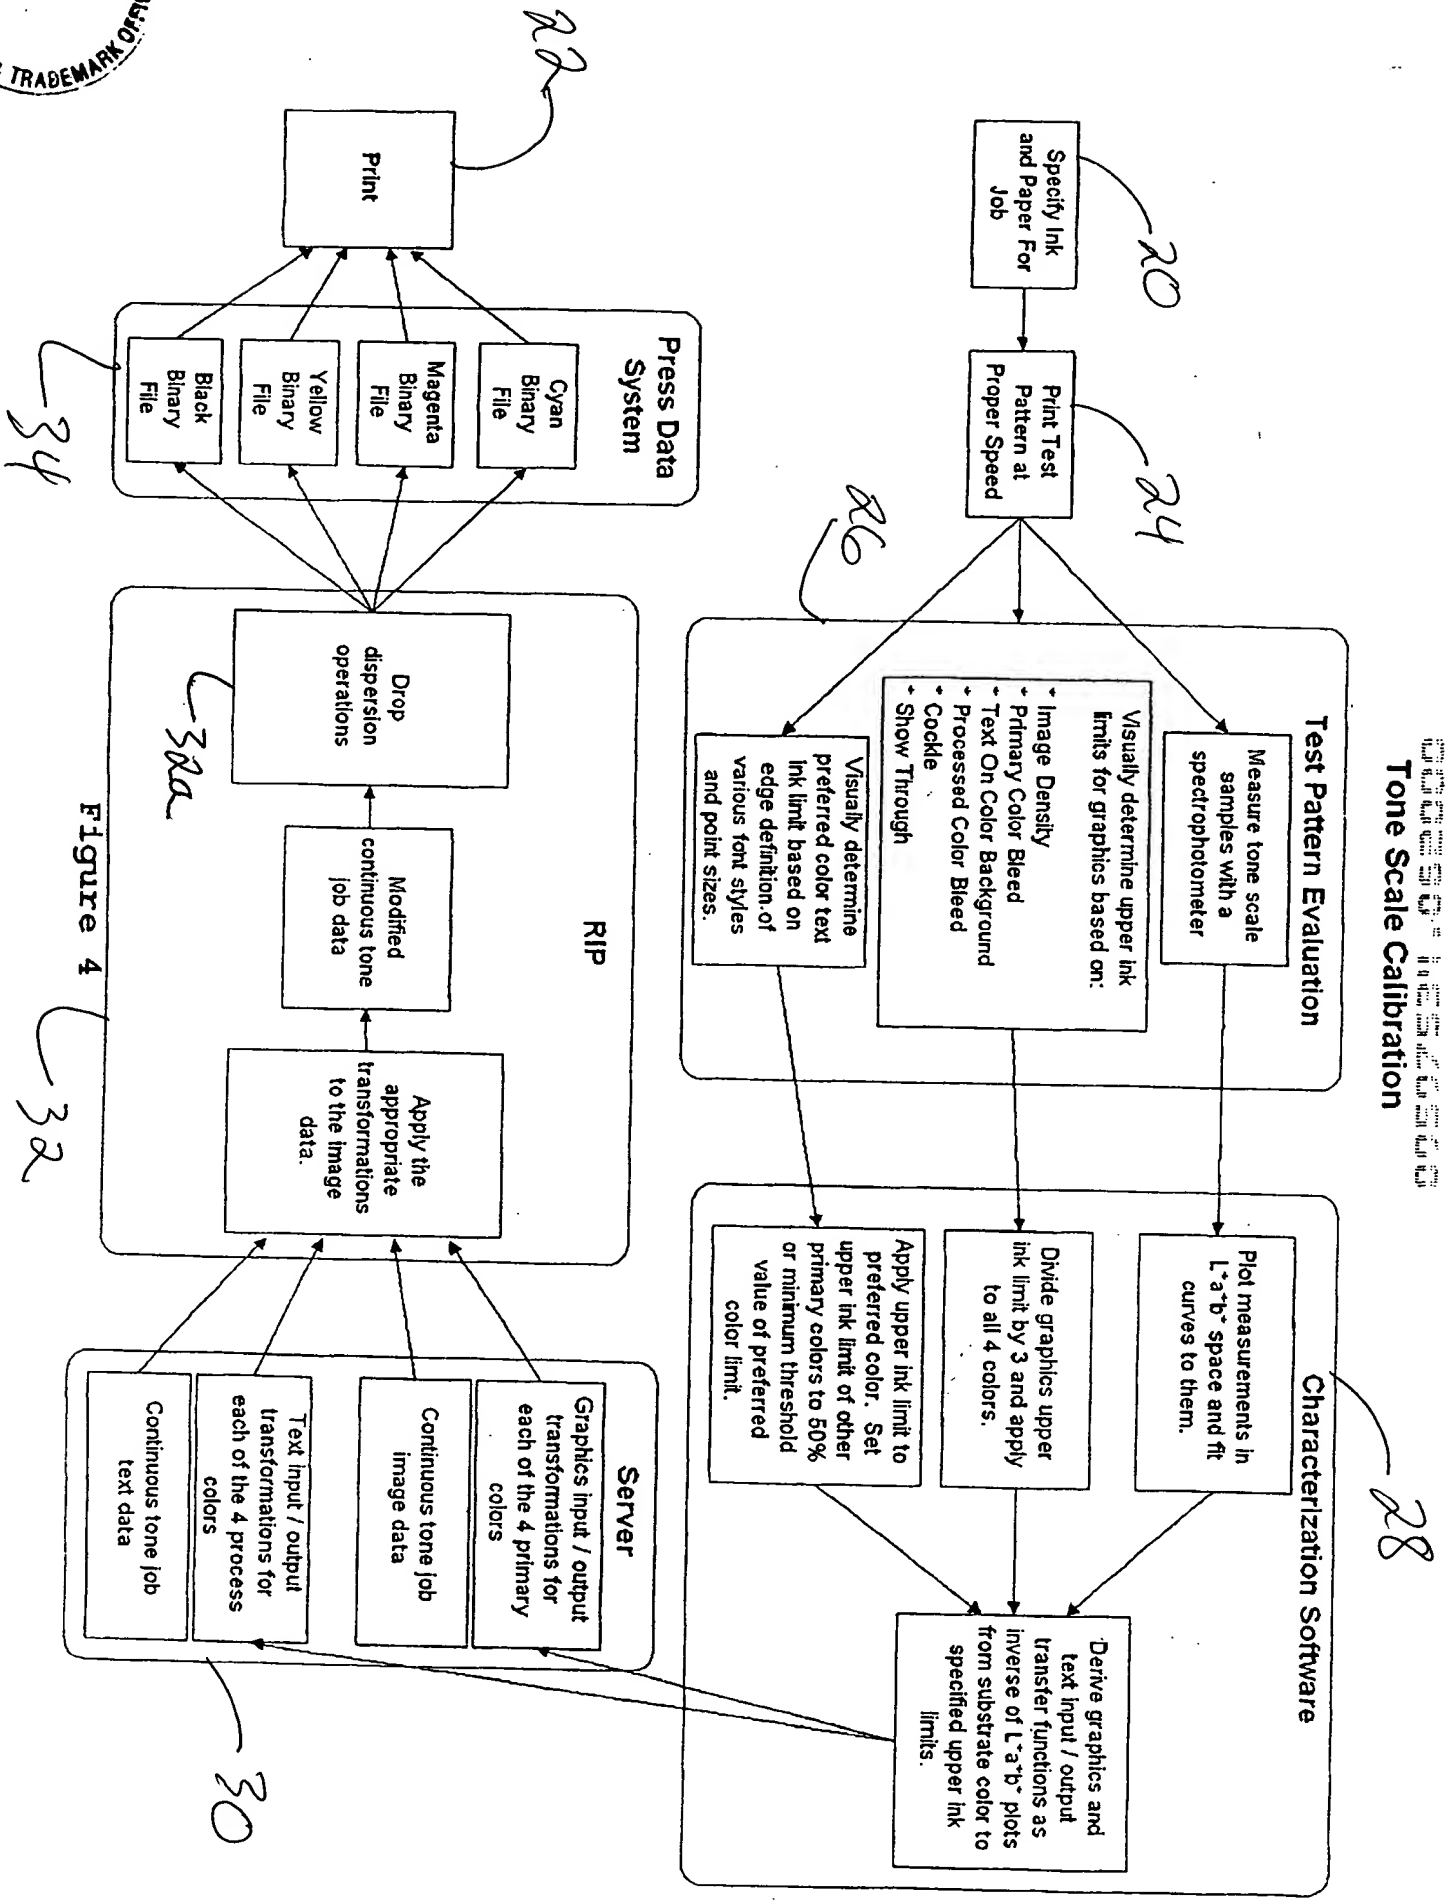 TRADEMARK OFFI
Tone Scale Calibration
20
Specify Ink
and Paper For
Job
24
Print Test
Pattern at
Proper Speed
26
Test Pattern Evaluation
Measure tone scale
samples with a
spectrophotometer
Visually determine upper ink
limits for graphics based on:
* Image Density
* Primary Color Bleed
* Text On Color Background
* Processed Color Bleed
* Cockle
* Show Through
Visually determine
preferred color text
ink limit based on
edge definition of
various font styles
and point sizes.
28
Characterization Software
Plot measurements in
L*a*b* space and fit
curves to them.
Divide graphics upper
ink limit by 3 and apply
to all 4 colors.
Apply upper ink limit to
preferred color. Set
upper ink limit of other
primary colors to 50%
or minimum threshold
value of preferred
color limit.
Derive graphics and
text input / output
transfer functions as
inverse of L*a*b* plots
from substrate color to
specified upper ink
limits.
22
Print
Press Data
System
Cyan
Binary
File
Magenta
Binary
File
Yellow
Binary
File
Black
Binary
File
34
RIP
Drop
dispersion
operations
32a
Modified
continuous tone
job data
Apply the
appropriate
transformations
to the image
data.
32
Server
Graphics input / output
transformations for
each of the 4 primary
colors
Continuous tone job
image data
Text input / output
transformations for
each of the 4 process
colors
Continuous tone job
text data
30
Figure 4